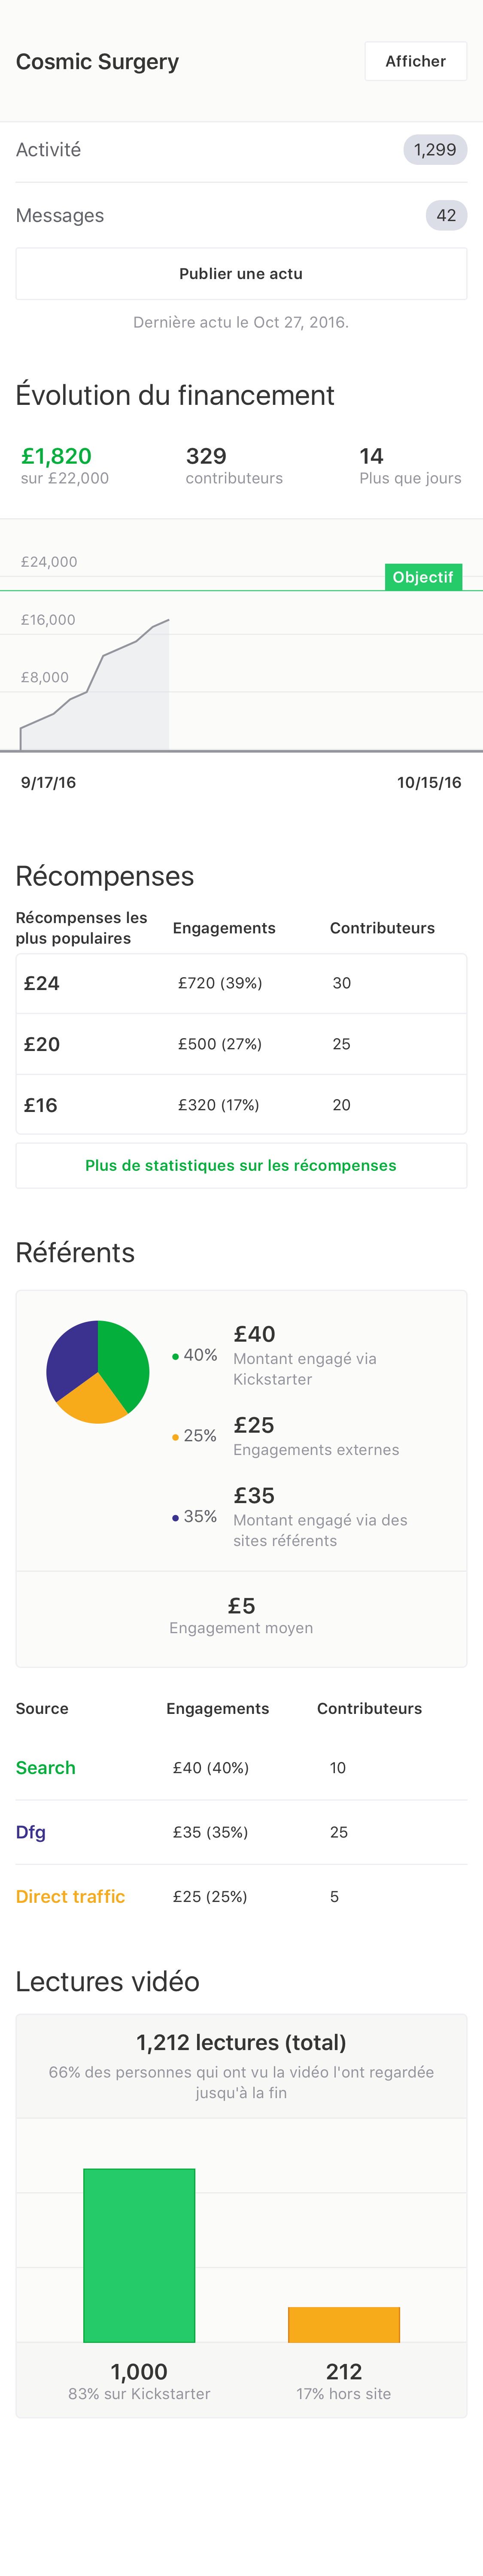 Cosmic Surgery
Afficher
Activité
1,299
Messages
42
Publier une actu
Dernière actu le Oct 27, 2016.
Évolution du financement
£1,820
329
14
sur £22,000
contributeurs
Plus que jours
£24,000
Objectif
£16,000
£8,000
9/17/16
10/15/16
Récompenses
Récompenses les
plus populaires
Engagements
Contributeurs
£24
£720 (39%)
30
£20
£500 (27%)
25
£16
£320 (17%)
20
Plus de statistiques sur les récompenses
Référents
40%
£40
Montant engagé via
Kickstarter
25%
£25
Engagements externes
35%
£35
Montant engagé via des
sites référents
£5
Engagement moyen
Source
Engagements
Contributeurs
Search
£40 (40%)
10
Dfg
£35 (35%)
25
Direct traffic
£25 (25%)
5
Lectures vidéo
1,212 lectures (total)
66% des personnes qui ont vu la vidéo l'ont regardée
jusqu'à la fin
1,000
212
83% sur Kickstarter
17% hors site